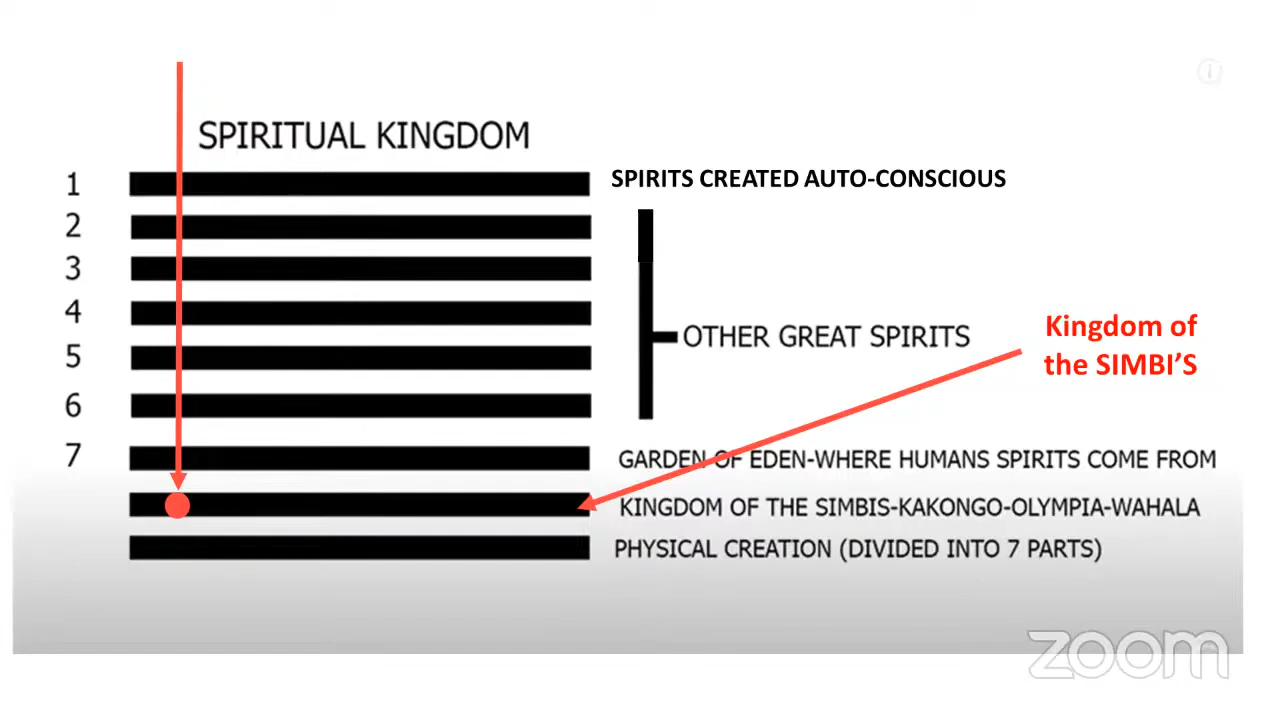 SPIRITUAL KINGDOM
1
SPIRITS CREATED AUTO-CONSCIOUS
2
3
4
OTHER GREAT SPIRITS
Kingdom of
the SIMBI’S
5
6
7
GARDEN OF EDEN-WHERE HUMANS SPIRITS COME FROM
KINGDOM OF THE SIMBIS-KAKONGO-OLYMPIA-WAHALA
PHYSICAL CREATION (DIVIDED INTO 7 PARTS)
zoom